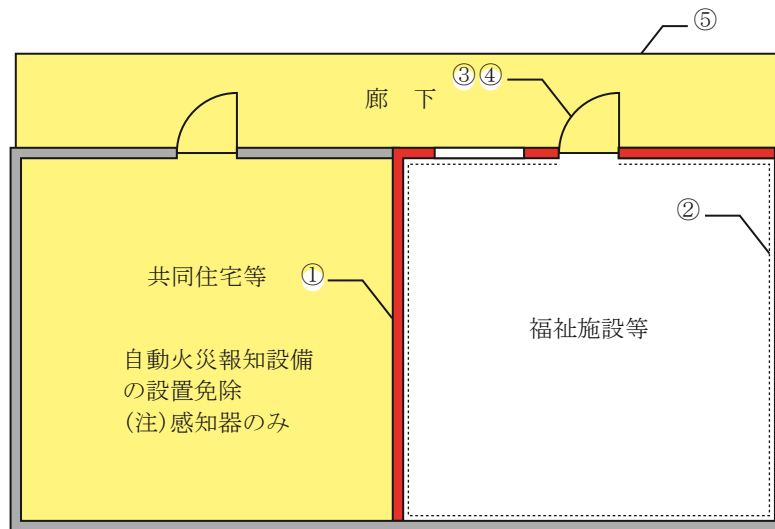 ⑤
③④
廊　下
②
共同住宅等
①
福祉施設等
自動火災報知設備
の設置免除
(注)感知器のみ